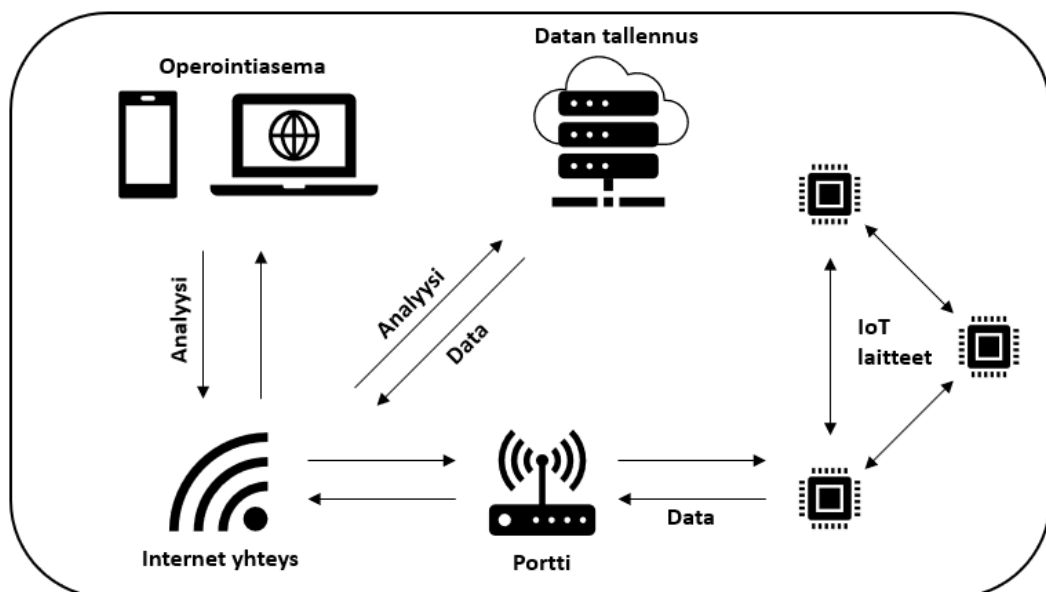 Datan tallennus
Operointiasema
Analyysi
Analyysi
Data
IoT
laitteet
Data
Internet yhteys
Portti